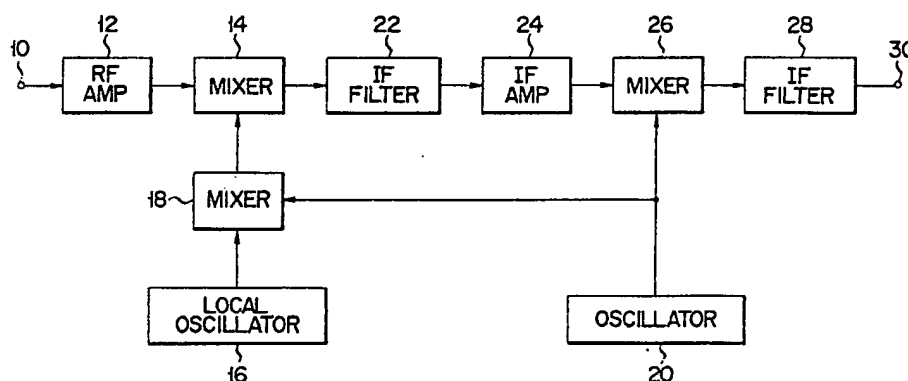 12 14 22 24 26 28
10 30
RF AMP MIXER IF FILTER IF AMP MIXER IF FILTER
18 MIXER
LOCAL OSCILLATOR OSCILLATOR
16 20